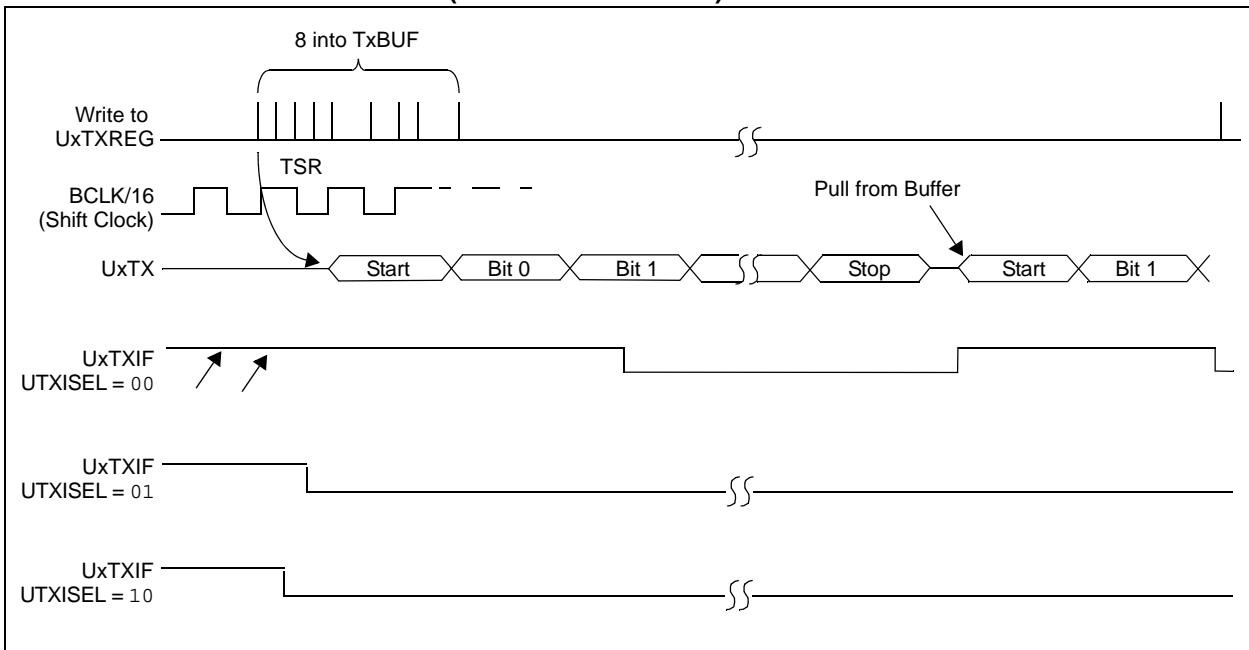 8 into TxBUF
Write to
UxTXREG
TSR
BCLK/16
(Shift Clock)
Pull from Buffer
UxTX
Start
Bit 0
Bit 1
Stop
Start
Bit 1
UxTXIF
UTXISEL = 00
UxTXIF
UTXISEL = 01
UxTXIF
UTXISEL = 10